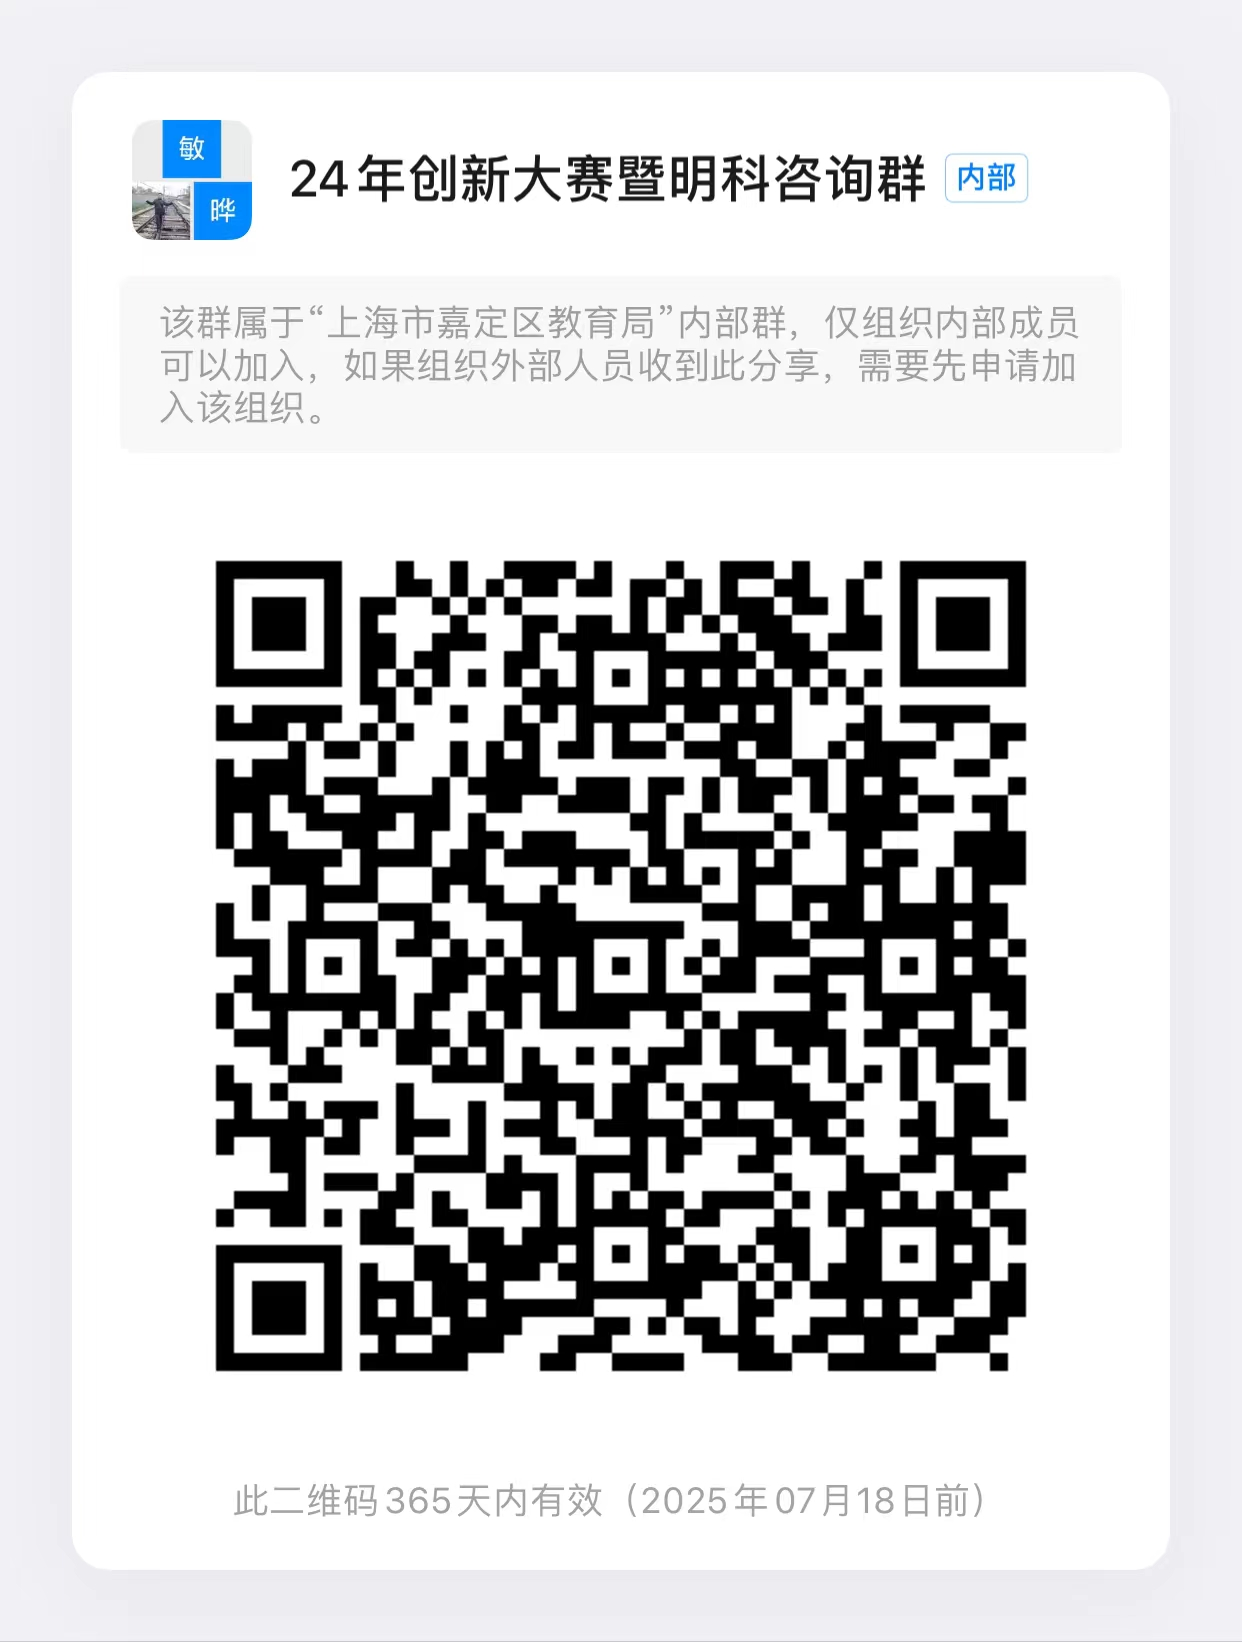 敏
晔
24年创新大赛暨明科咨询群 内部
该群属于“上海市嘉定区教育局”内部群，仅组织内部成员
可以加入，如果组织外部人员收到此分享，需要先申请加
入该组织。
此二维码365天内有效（2025年07月18日前）